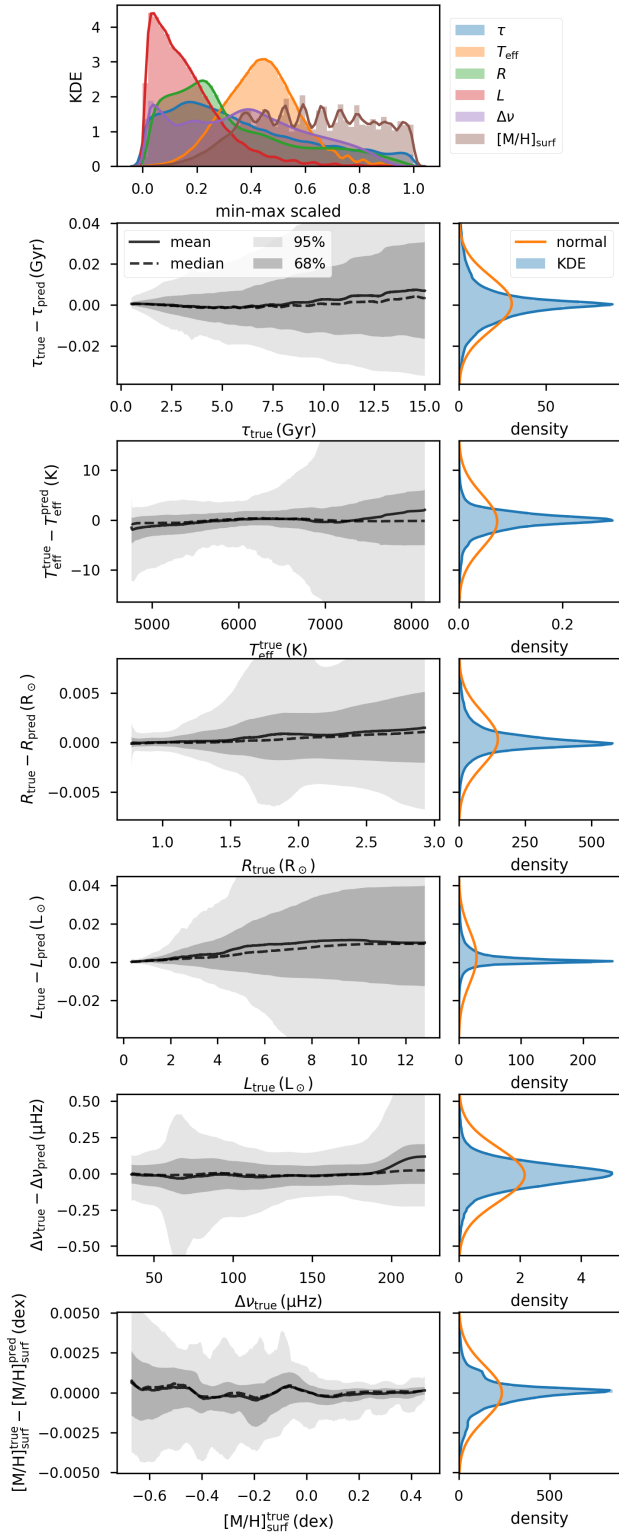 KDE
4
3
2
1
0
0.0 0.2 0.4 0.6 0.8 1.0
min-max scaled
τ
T_eff
R
L
Δν
[M/H]_surf
τ_true − τ_pred (Gyr)
0.04
0.02
0.00
−0.02
mean
median
95%
68%
0.0 2.5 5.0 7.5 10.0 12.5 15.0
τ_true (Gyr)
normal
KDE
0 50
density
T_eff^true − T_eff^pred (K)
10
0
−10
5000 6000 7000 8000
T_eff^true (K)
0.0 0.2
density
R_true − R_pred (R_⊙)
0.005
0.000
−0.005
1.0 1.5 2.0 2.5 3.0
R_true (R_⊙)
0 250 500
density
L_true − L_pred (L_⊙)
0.04
0.02
0.00
−0.02
0 2 4 6 8 10 12
L_true (L_⊙)
0 100 200
density
Δν_true − Δν_pred (μHz)
0.50
0.25
0.00
−0.25
−0.50
50 100 150 200
Δν_true (μHz)
0 2 4
density
[M/H]_surf^true − [M/H]_surf^pred (dex)
0.0050
0.0025
0.0000
−0.0025
−0.0050
−0.6 −0.4 −0.2 0.0 0.2 0.4
[M/H]_surf^true (dex)
0 500
density